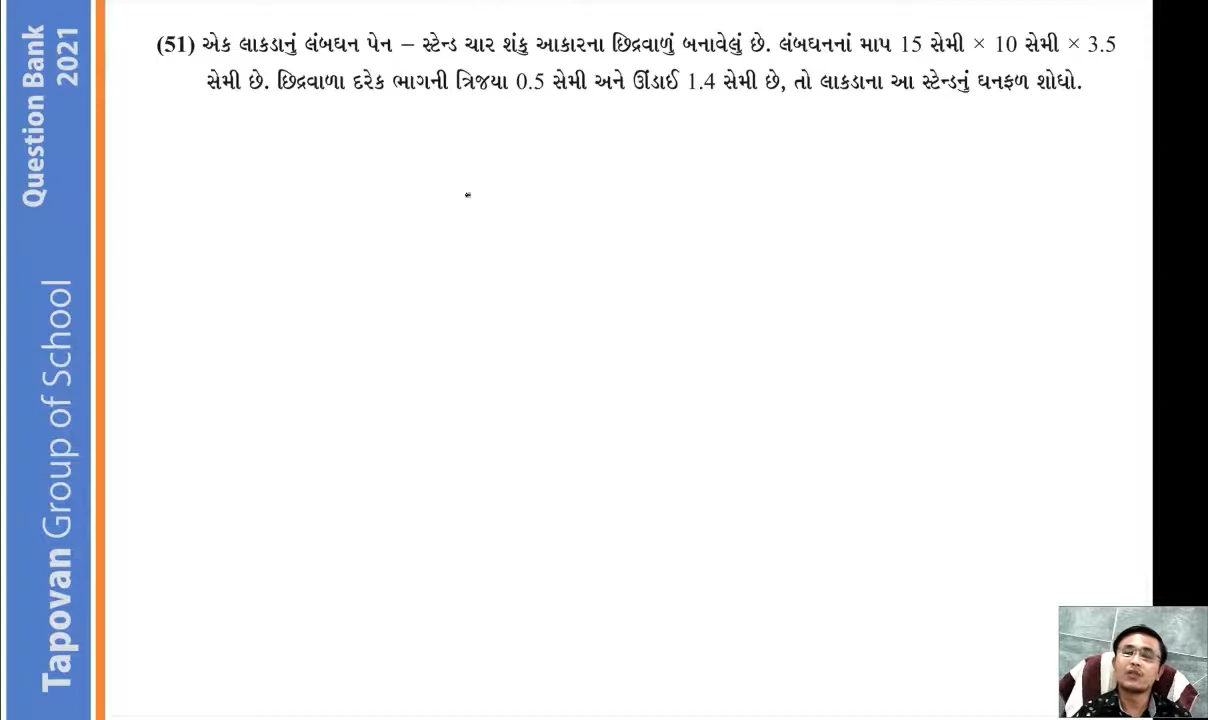 Question Bank
2021
Tapovan Group of School
(51) એક લાકડાનું લંબઘન પેન – સ્ટેન્ડ ચાર શંકુ આકારના છિદ્રવાળું બનાવેલું છે. લંબઘનનાં માપ 15 સેમી × 10 સેમી × 3.5
સેમી છે. છિદ્રવાળા દરેક ભાગની ત્રિજયા 0.5 સેમી અને ઊંડાઈ 1.4 સેમી છે, તો લાકડાના આ સ્ટેન્ડનું ઘનફળ શોધો.